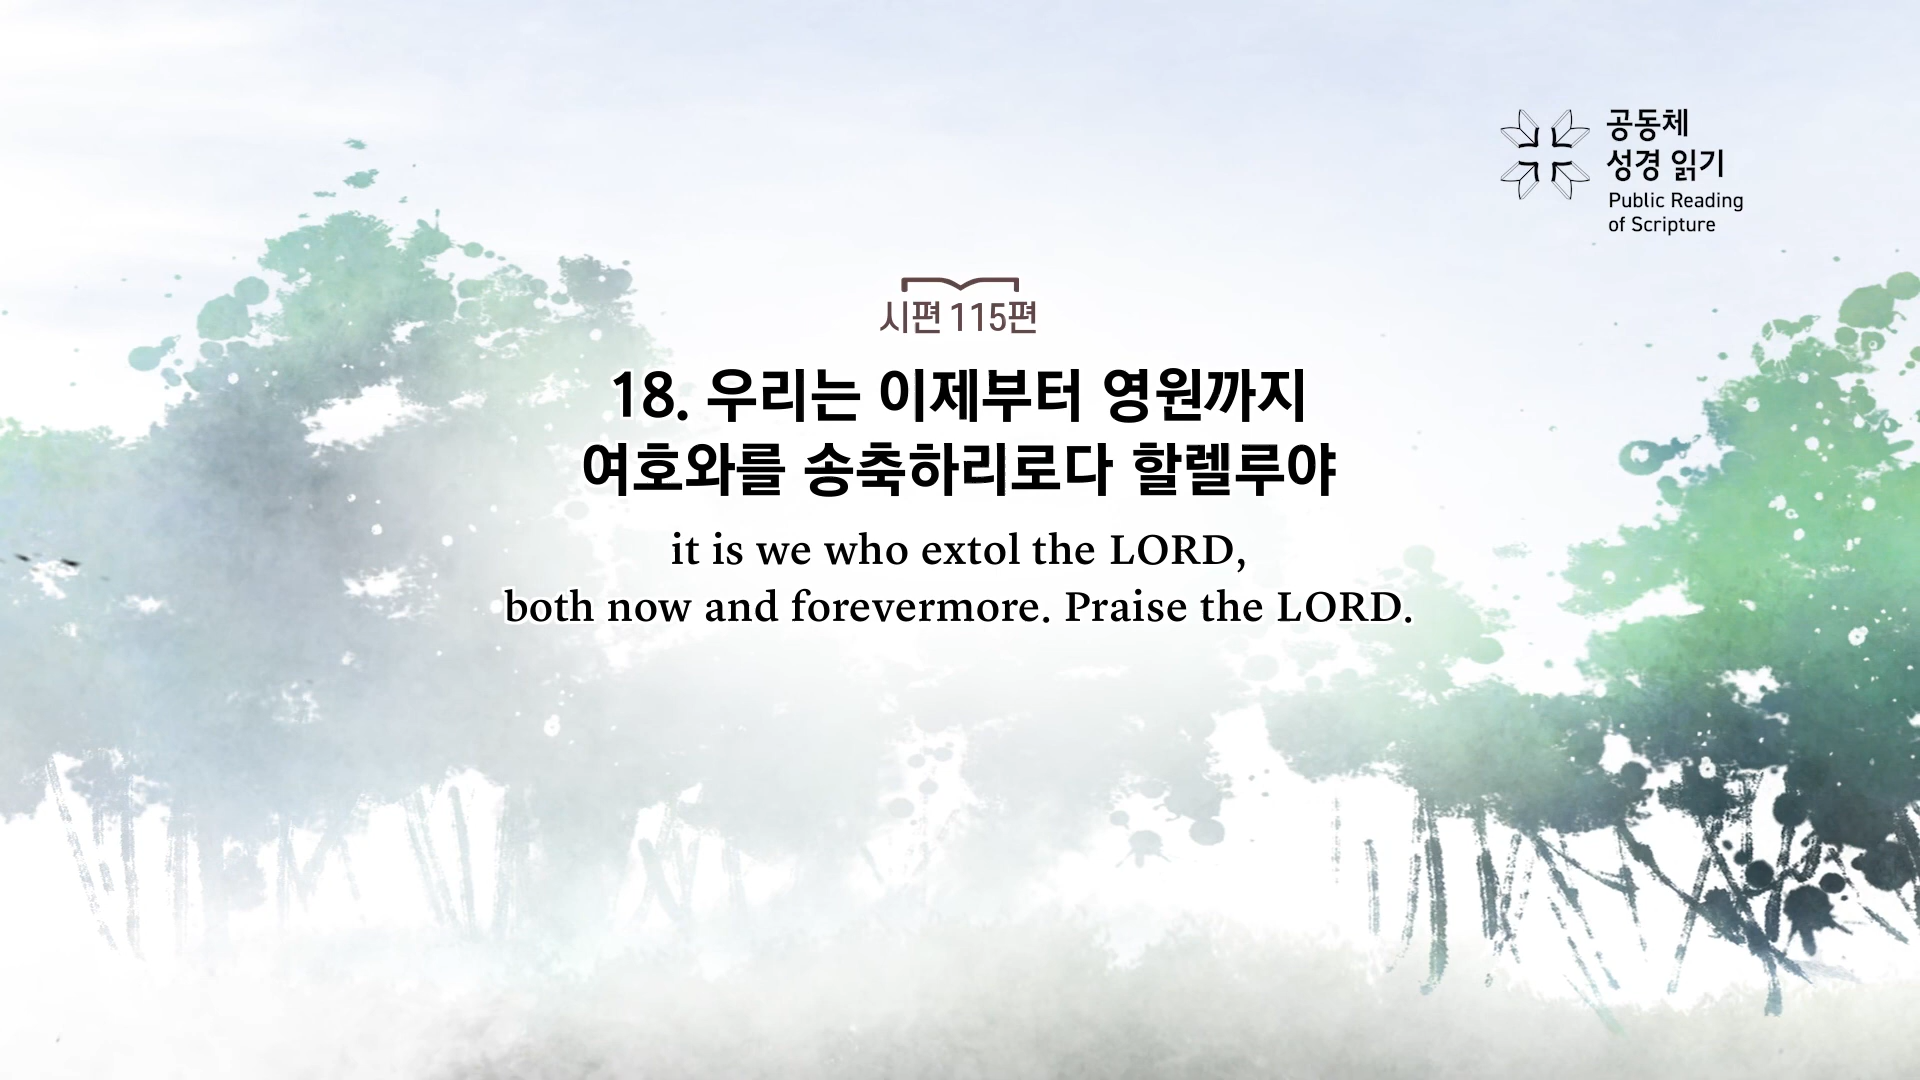 공동체
성경 읽기
Public Reading
of Scripture
시편 115편
18. 우리는 이제부터 영원까지
여호와를 송축하리로다 할렐루야
it is we who extol the LORD,
both now and forevermore. Praise the LORD.